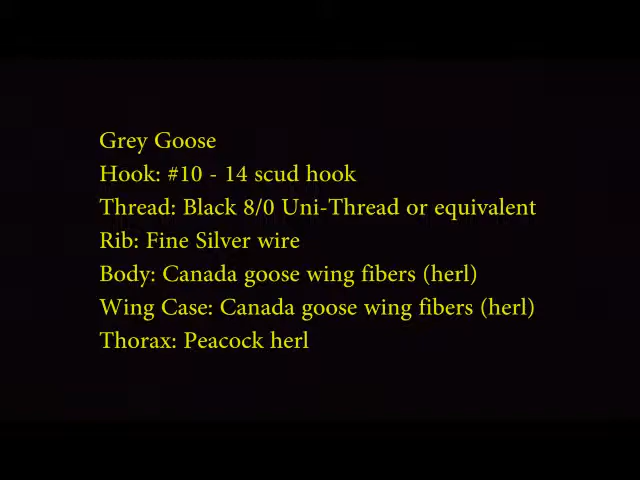 Grey Goose
Hook: #10 - 14 scud hook
Thread: Black 8/0 Uni-Thread or equivalent
Rib: Fine Silver wire
Body: Canada goose wing fibers (herl)
Wing Case: Canada goose wing fibers (herl)
Thorax: Peacock herl